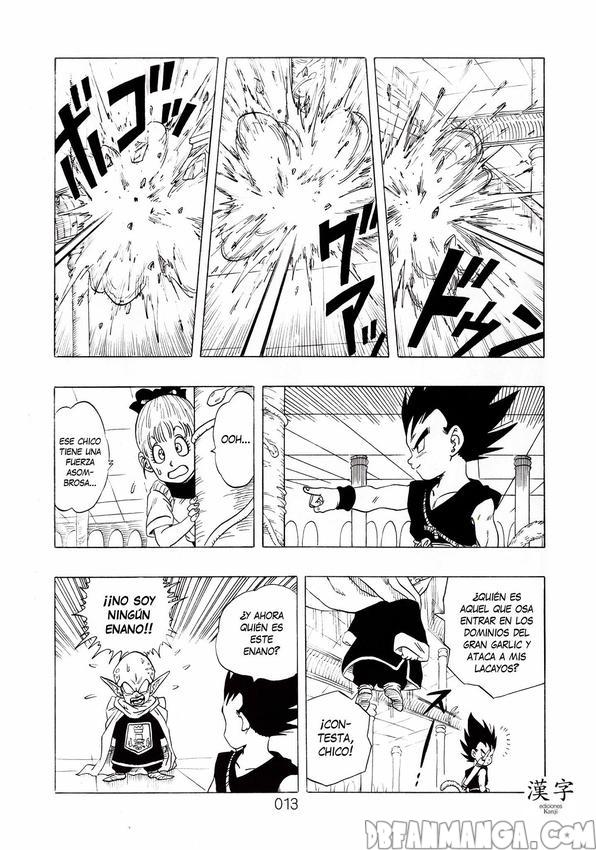 ドゥン
グアッ
ボゴッ
OOH...
ESE CHICO
TIENE UNA
FUERZA
ASOM-
BROSA...
¿QUIÉN ES
AQUEL QUE OSA
ENTRAR EN LOS
DOMINIOS DEL
GRAN GARLIC Y
ATACA A MIS
LACAYOS?
¡CON-
TESTA,
CHICO!
¿Y AHORA
QUIÉN ES
ESTE
ENANO?
¡¡NO SOY
NINGÚN
ENANO!!
013
漢字
ediciones
Kanji
DBFANMANGA.COM